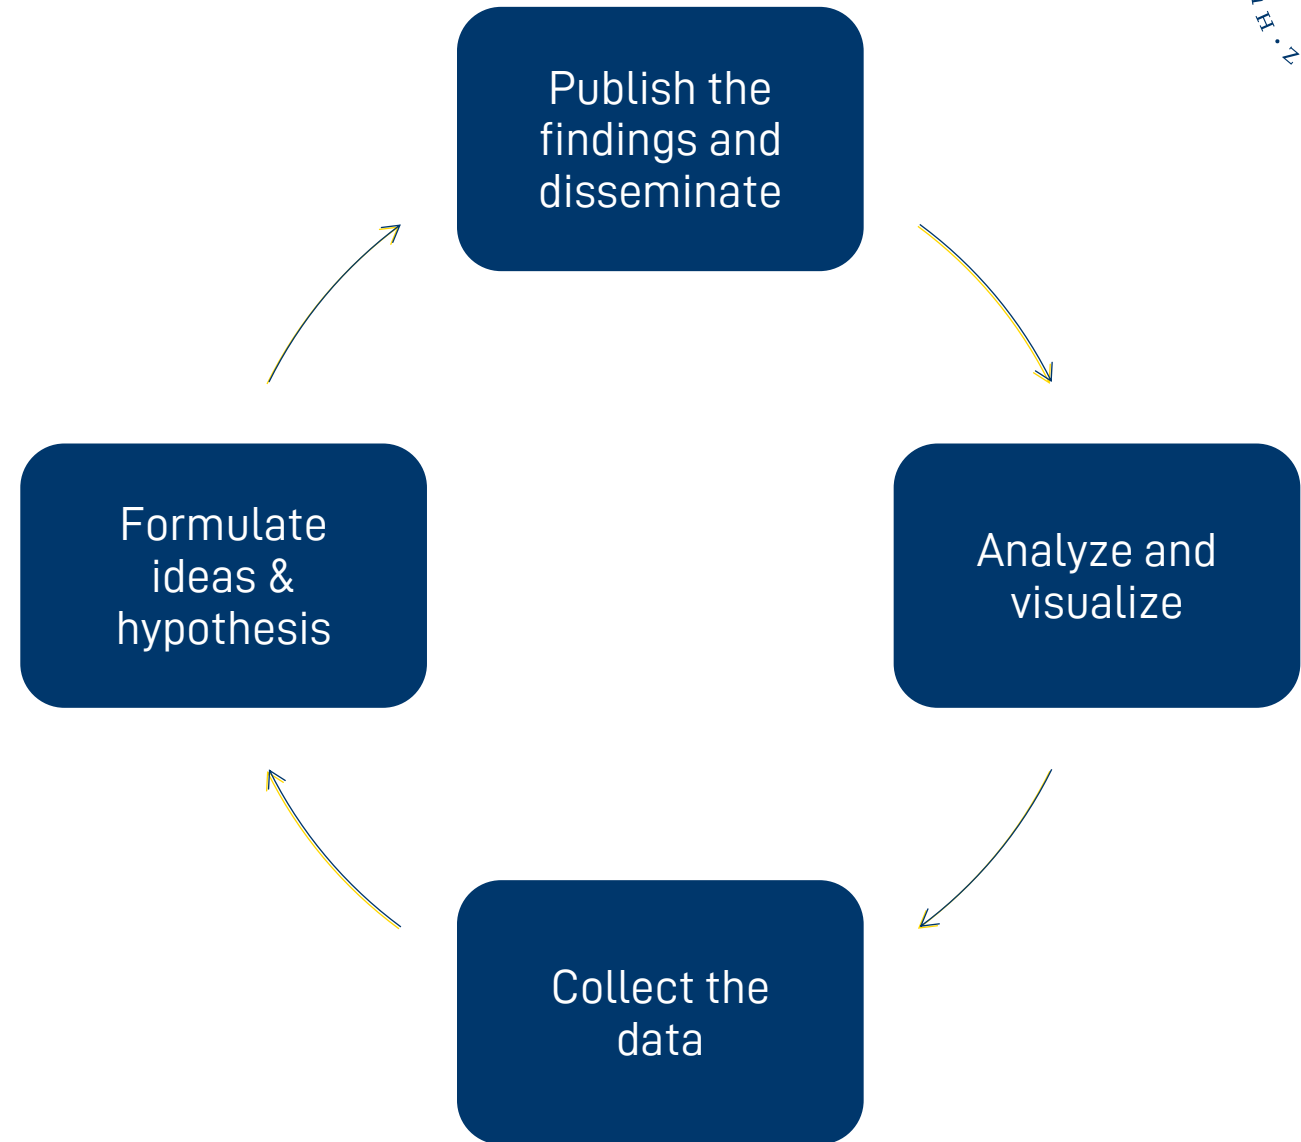 H·Z
Publish the
findings and
disseminate
Formulate
ideas &
hypothesis
Analyze and
visualize
Collect the
data